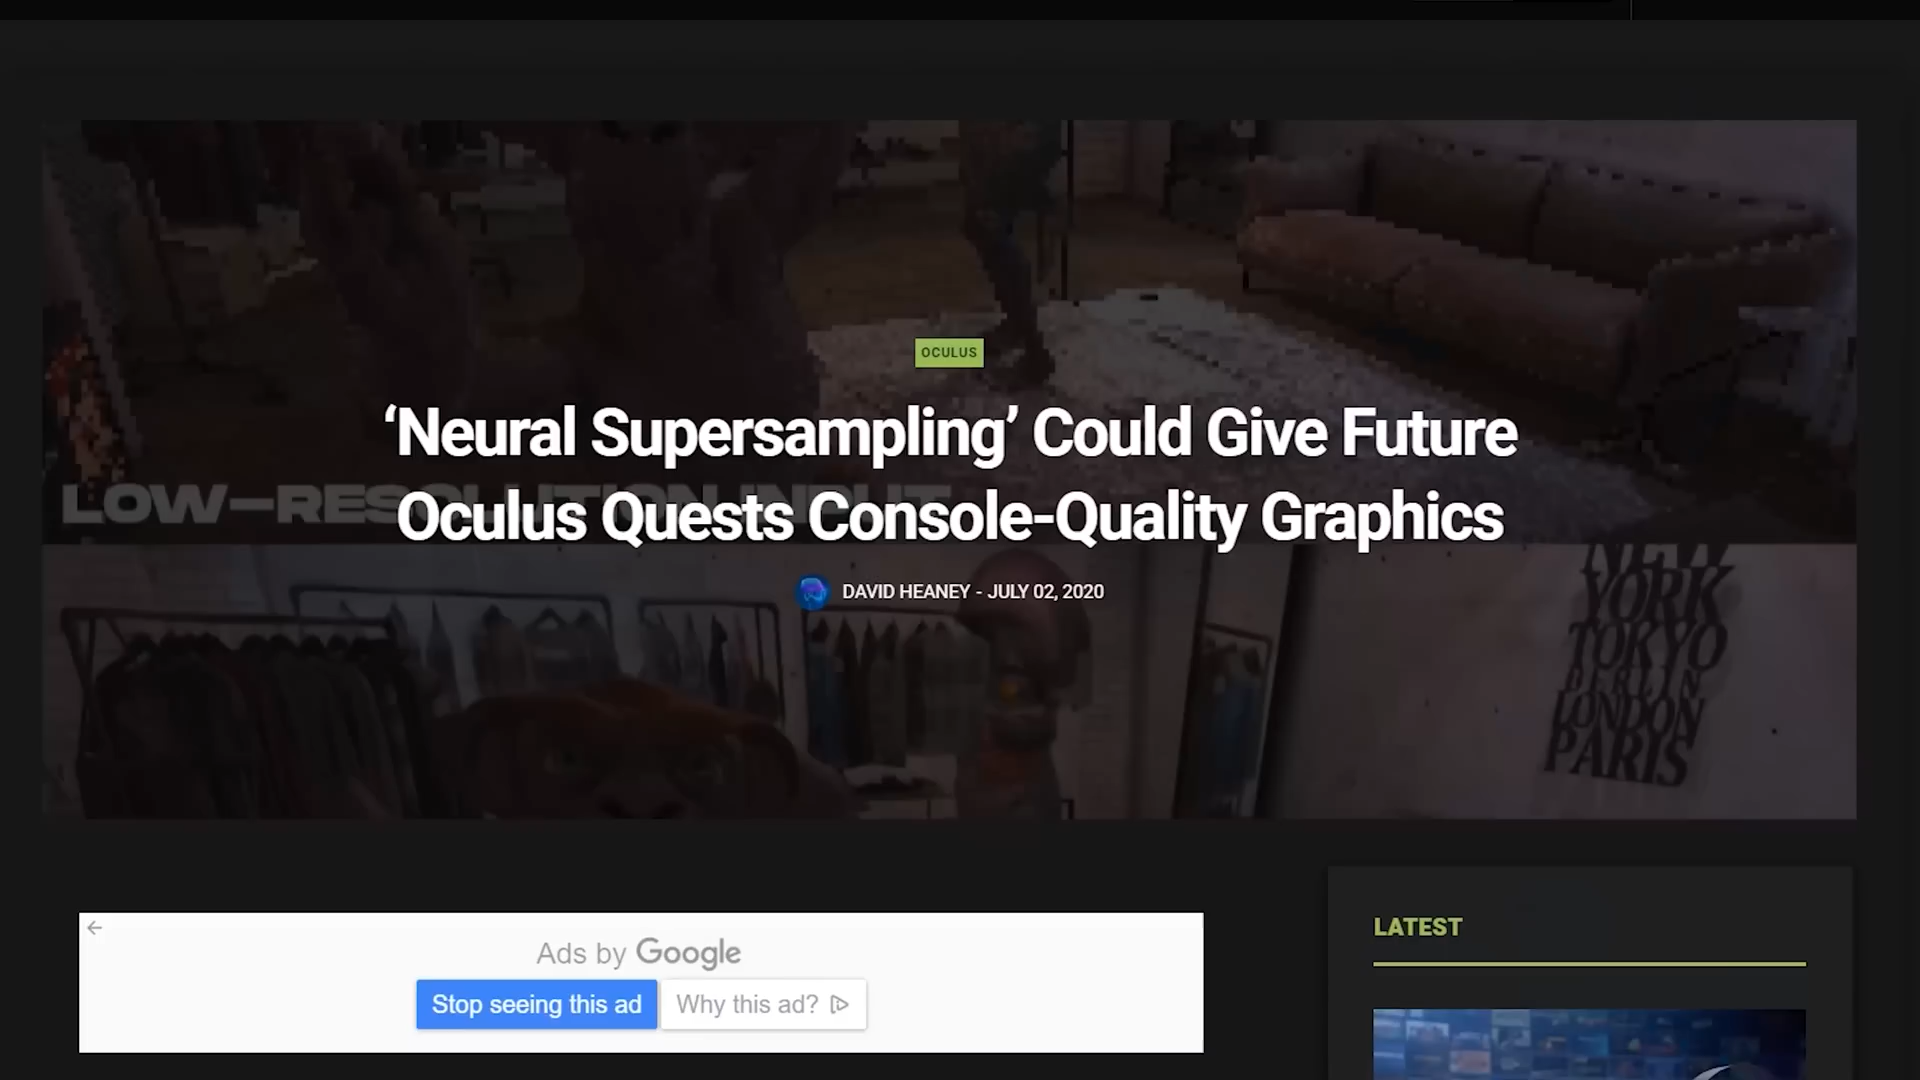 OCULUS
‘Neural Supersampling’ Could Give Future
Oculus Quests Console-Quality Graphics
LOW-RESOLUTION INPUT
DAVID HEANEY - JULY 02, 2020
NEW
YORK
TOKYO
BERLIN
LONDON
PARIS
LATEST
Ads by Google
Stop seeing this ad
Why this ad?